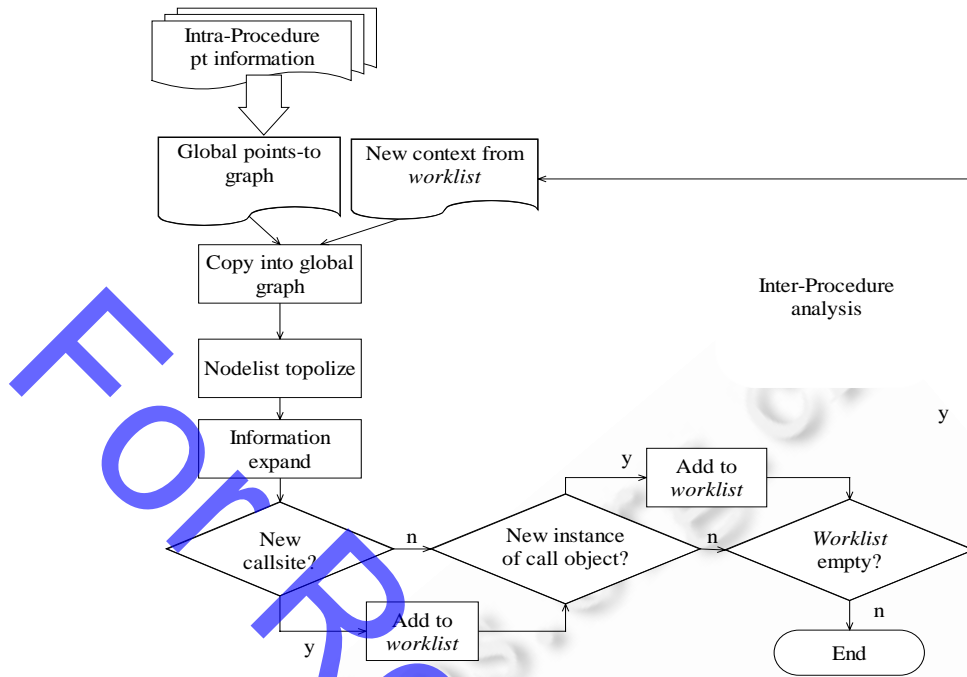 Intra-Procedure
pt information
Global points-to
graph
New context from
worklist
Copy into global
graph
Inter-Procedure
analysis
Nodelist topolize
Information
expand
y
y
Add to
worklist
New
callsite?
n
New instance
of call object?
n
Worklist
empty?
y
Add to
worklist
n
End
For Re